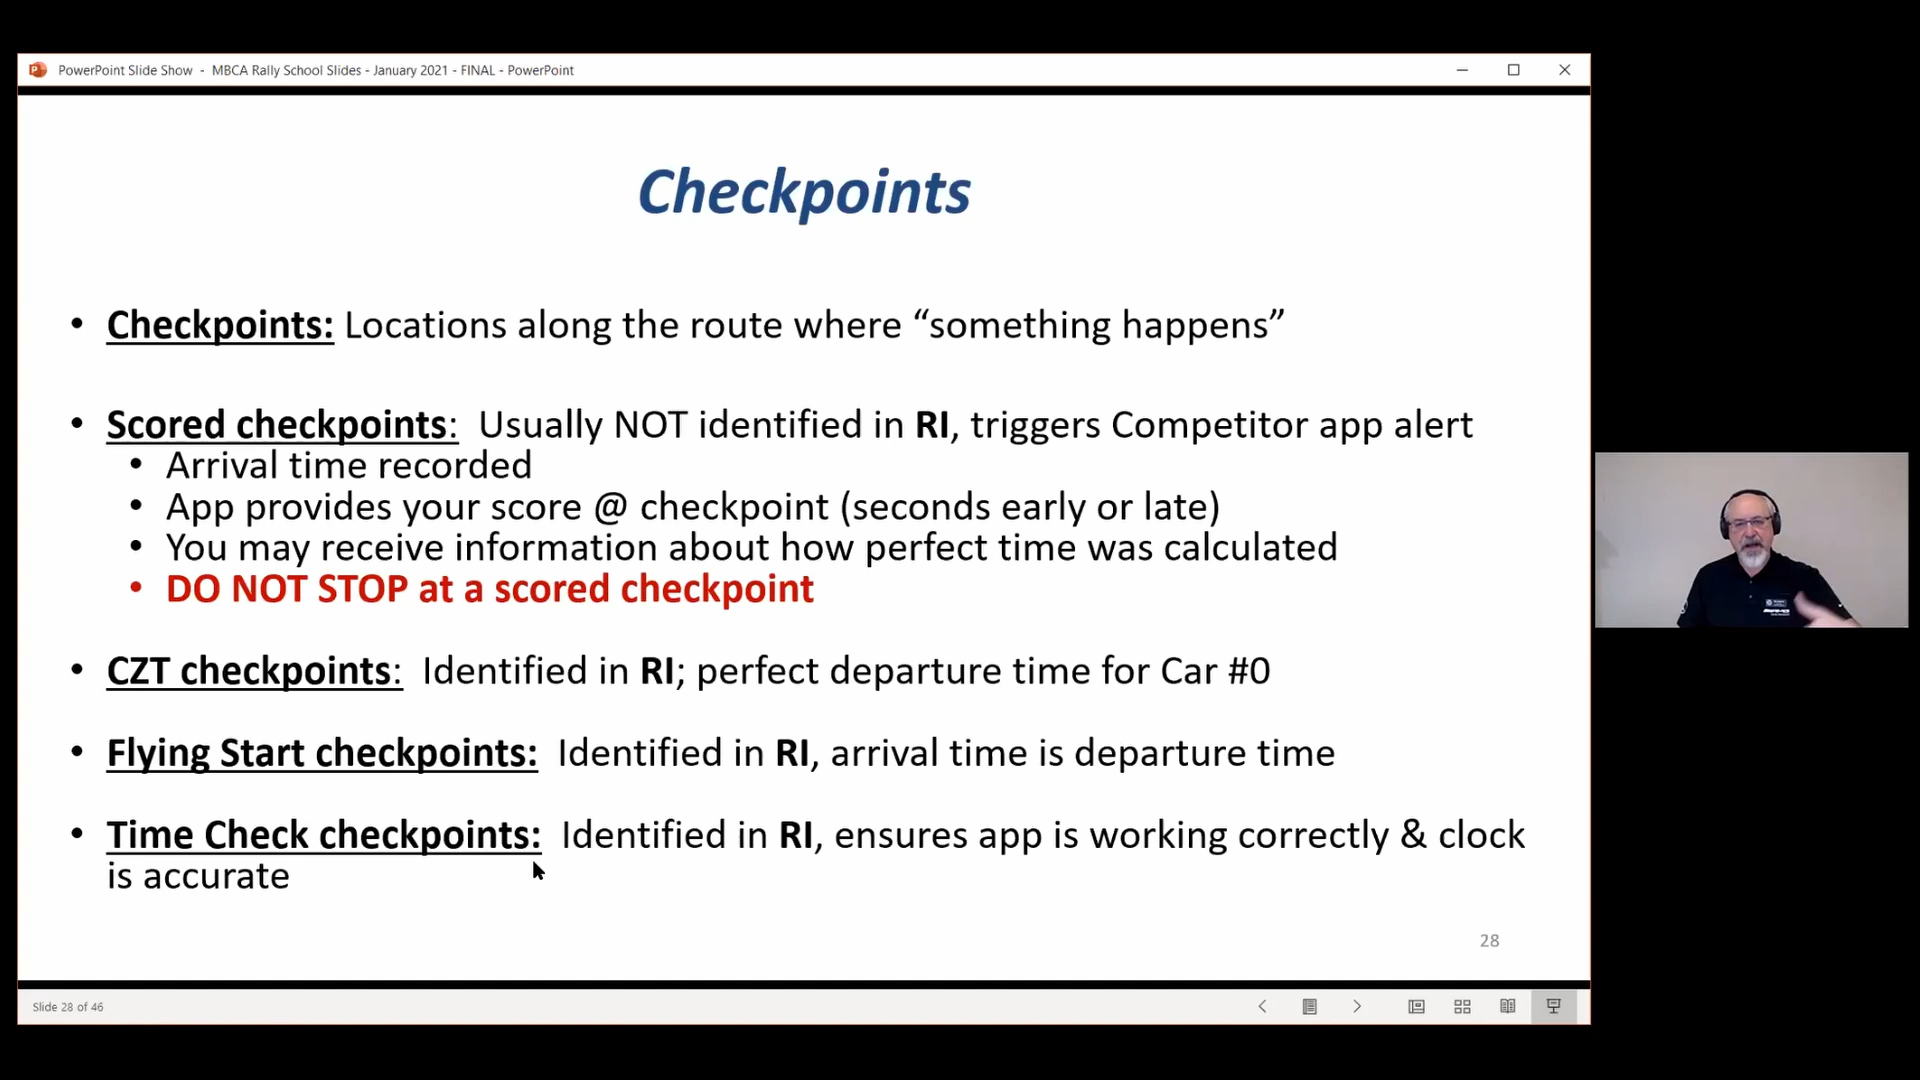 PowerPoint Slide Show - MBCA Rally School Slides - January 2021 - FINAL - PowerPoint
Checkpoints
• Checkpoints: Locations along the route where “something happens”
• Scored checkpoints: Usually NOT identified in RI, triggers Competitor app alert
• Arrival time recorded
• App provides your score @ checkpoint (seconds early or late)
• You may receive information about how perfect time was calculated
• DO NOT STOP at a scored checkpoint
• CZT checkpoints: Identified in RI; perfect departure time for Car #0
• Flying Start checkpoints: Identified in RI, arrival time is departure time
• Time Check checkpoints: Identified in RI, ensures app is working correctly & clock
is accurate
28
Slide 28 of 46